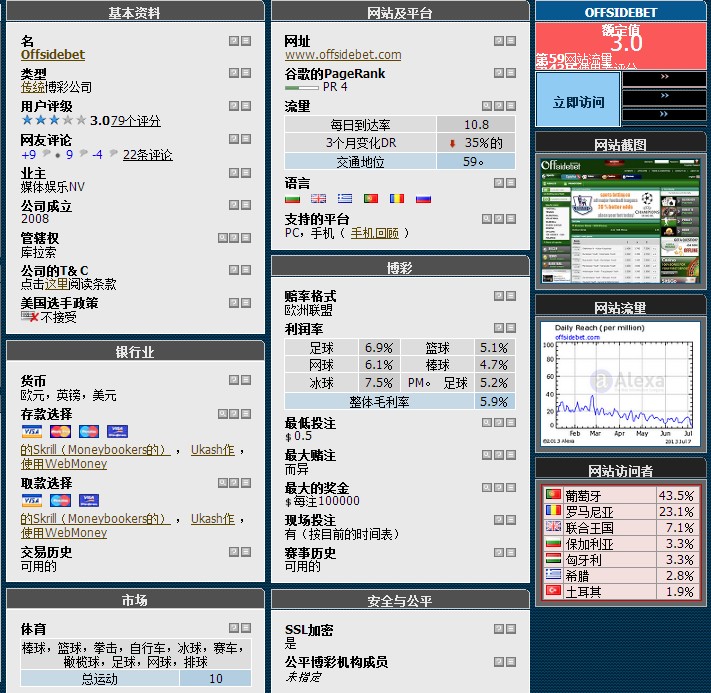 基本资料
名
Offsidebet
类型
传统博彩公司
用户评级
3.0 79个评分
网友评论
+9 • 9 -4 22条评论
业主
媒体娱乐NV
公司成立
2008
管辖权
库拉索
公司的T& C
点击这里阅读条款
美国选手政策
不接受
银行业
货币
欧元，英镑，美元
存款选择
VISA
的Skrill（Moneybookers的），Ukash作，
使用WebMoney
取款选择
VISA
的Skrill（Moneybookers的），Ukash作，
使用WebMoney
交易历史
可用的
市场
体育
棒球，篮球，拳击，自行车，冰球，赛车，
橄榄球，足球，网球，排球
总运动 10
网站及平台
网址
www.offsidebet.com
谷歌的PageRank
PR 4
流量
每日到达率 10.8
3个月变化DR 35%的
交通地位 59。
语言
支持的平台
PC，手机（ 手机回顾 ）
博彩
赔率格式
欧洲联盟
利润率
足球 6.9% 篮球 5.1%
网球 6.1% 棒球 4.7%
冰球 7.5% PM。 足球 5.2%
整体毛利率 5.9%
最低投注
$ 0.5
最大赌注
而异
最大的奖金
$ 每注100000
现场投注
有（按目前的时间表）
赛事历史
可用的
安全与公平
SSL加密
是
公平博彩机构成员
未指定
OFFSIDEBET
额定值
3.0
第59网站流量
立即访问
»
»
»
网站截图
Offsidebet
网站流量
Daily Reach (per million)
offsidebet.com
100
80
60
40
20
0
Alexa
Feb Mar Apr May Jun Jul
©2013 Alexa 2013 Jul 7
网站访问者
葡萄牙 43.5%
罗马尼亚 23.1%
联合王国 7.1%
保加利亚 3.3%
匈牙利 3.3%
希腊 2.8%
土耳其 1.9%